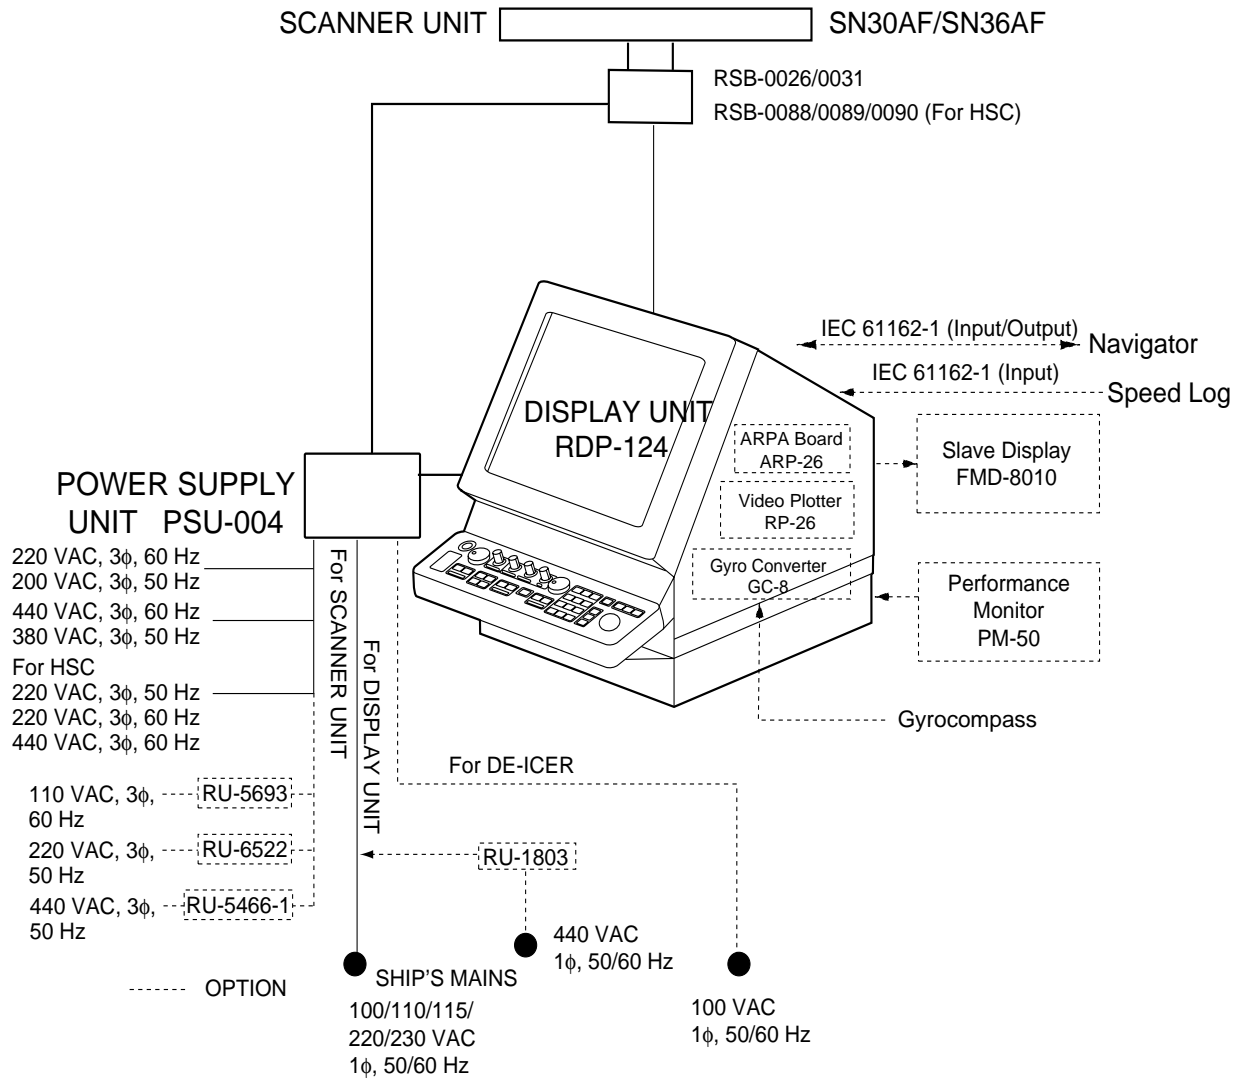 SCANNER UNIT
SN30AF/SN36AF
RSB-0026/0031
RSB-0088/0089/0090 (For HSC)
IEC 61162-1 (Input/Output)
Navigator
IEC 61162-1 (Input)
Speed Log
DISPLAY UNIT
RDP-124
ARPA Board
ARP-26
Slave Display
FMD-8010
Video Plotter
RP-26
Gyro Converter
GC-8
Performance
Monitor
PM-50
Gyrocompass
POWER SUPPLY
UNIT PSU-004
220 VAC, 3ϕ, 60 Hz
200 VAC, 3ϕ, 50 Hz
440 VAC, 3ϕ, 60 Hz
380 VAC, 3ϕ, 50 Hz
For HSC
220 VAC, 3ϕ, 50 Hz
220 VAC, 3ϕ, 60 Hz
440 VAC, 3ϕ, 60 Hz
For SCANNER UNIT
For DISPLAY UNIT
For DE-ICER
110 VAC, 3ϕ,
60 Hz
RU-5693
220 VAC, 3ϕ,
50 Hz
RU-6522
440 VAC, 3ϕ,
50 Hz
RU-5466-1
RU-1803
440 VAC
1ϕ, 50/60 Hz
OPTION
SHIP'S MAINS
100/110/115/
220/230 VAC
1ϕ, 50/60 Hz
100 VAC
1ϕ, 50/60 Hz